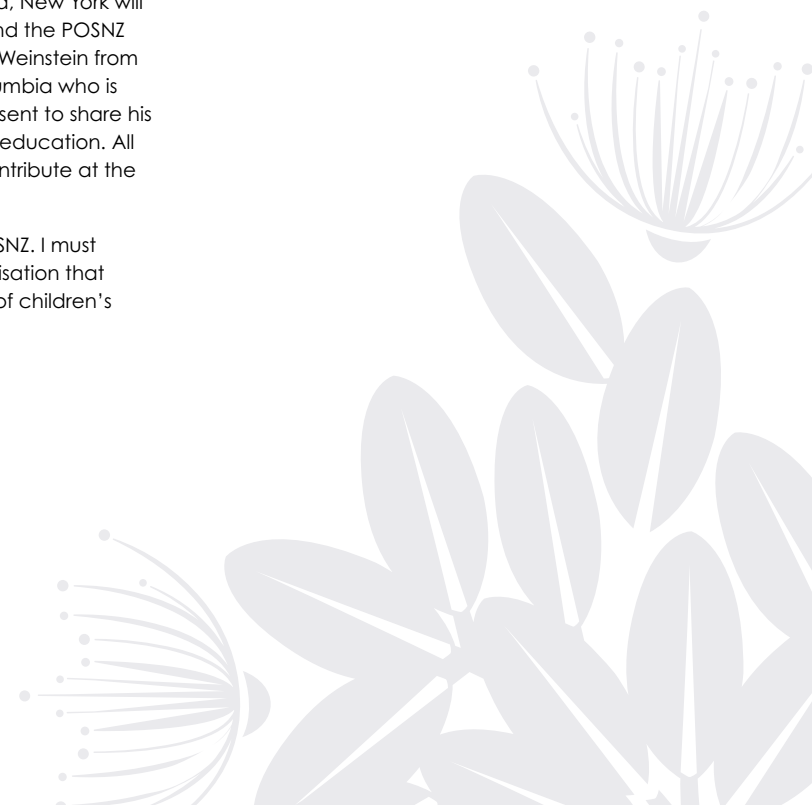 New York will
nd the POSNZ
Weinstein from
umbia who is
sent to share his
education. All
ntribute at the
SNZ. I must
isation that
of children's